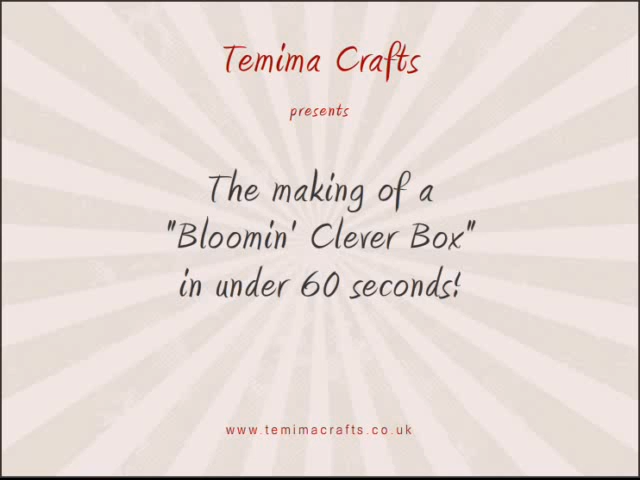 Temima Crafts
presents
The making of a
"Bloomin' Clever Box"
in under 60 seconds!
www.temimacrafts.co.uk